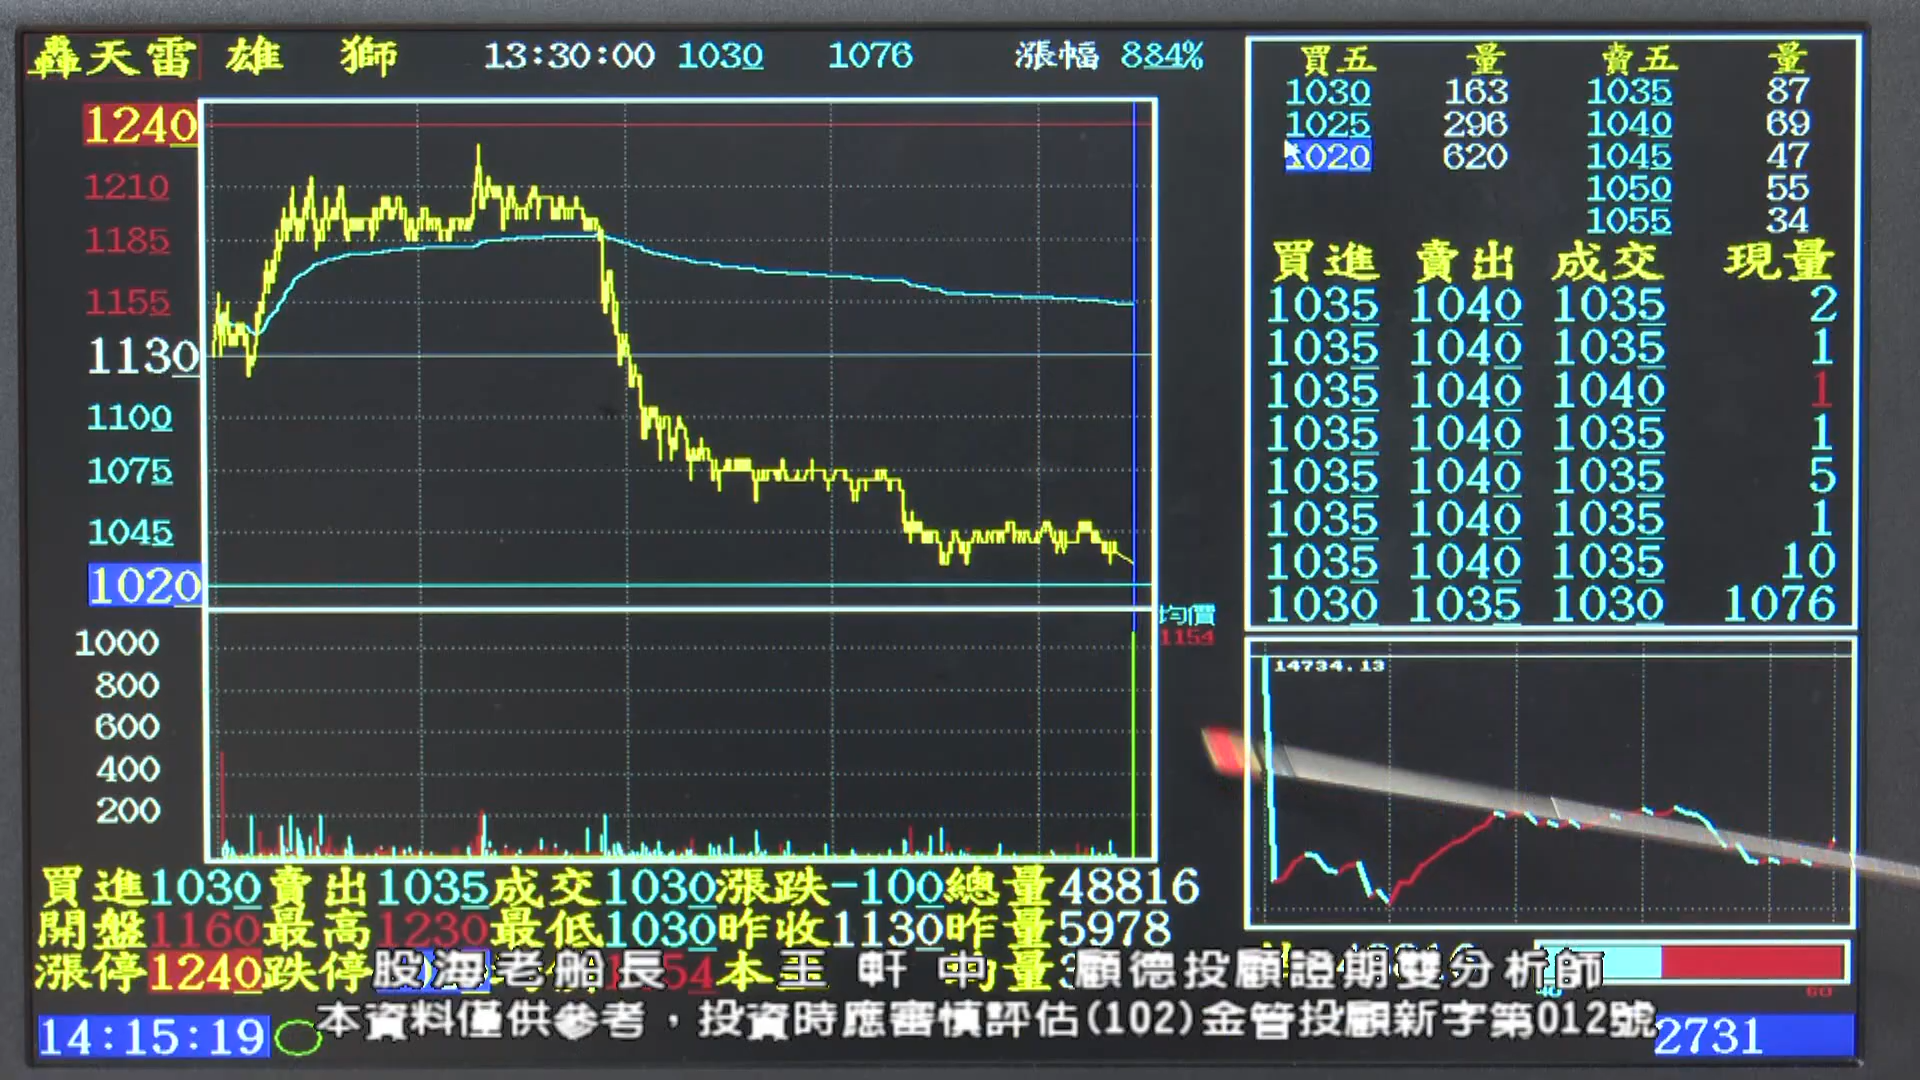 轟天雷 雄 獅 13:30:00 1030 1076 漲幅 884%
1240
1210
1185
1155
1130
1100
1075
1045
1020
1000
800
600
400
200
均價
1154
買五 量 賣五 量
1030 163 1035 87
1025 296 1040 69
1020 620 1045 47
1050 55
1055 34
買進 賣出 成交 現量
1035 1040 1035 2
1035 1040 1035 1
1035 1040 1040 1
1035 1040 1035 1
1035 1040 1035 5
1035 1040 1035 1
1035 1040 1035 10
1030 1035 1030 1076
14734.13
買進1030賣出1035成交1030漲跌-100總量48816
開盤1160最高1230最低1030昨收1130昨量5978
漲停1240跌停
股海老船長 王 軒 中 顧德投顧證期雙分析師
本資料僅供參考，投資時應審慎評估(102)金管投顧新字第012號
14:15:19
2731